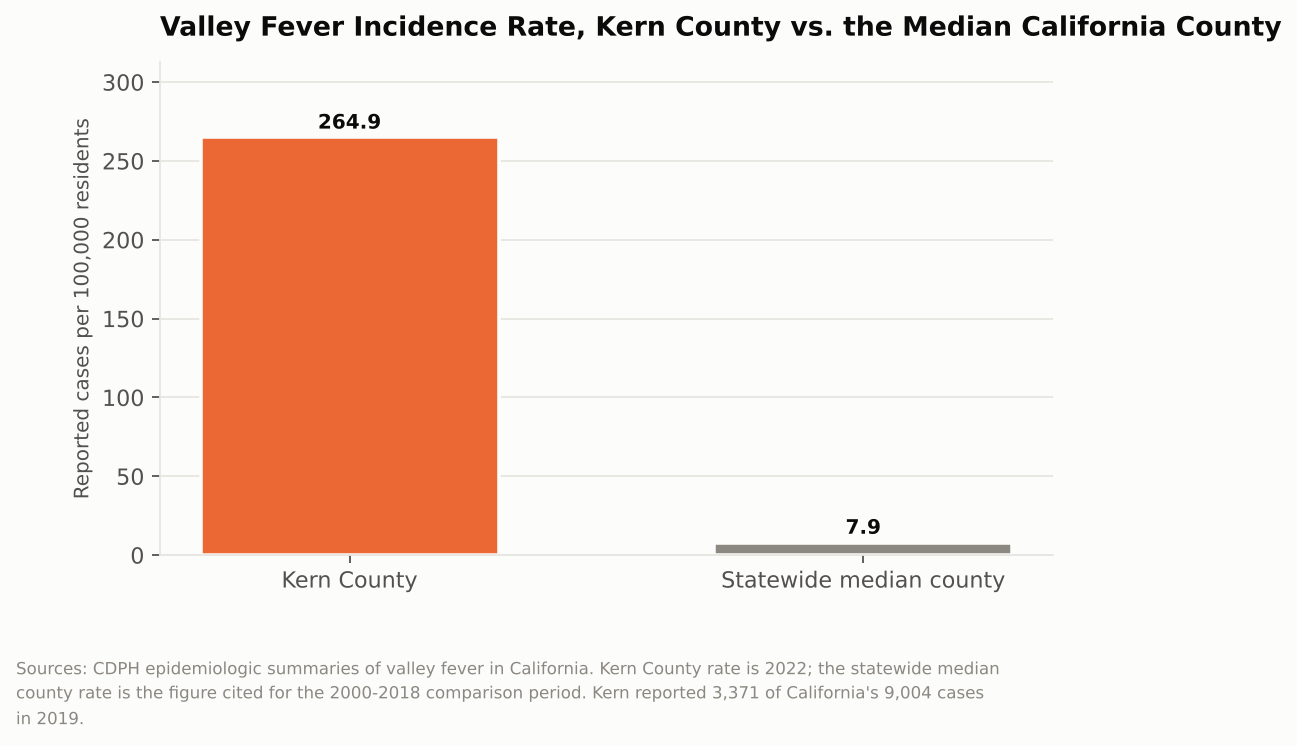 Valley Fever Incidence Rate, Kern County vs. the Median California County
Reported cases per 100,000 residents
300
250
200
150
100
50
0
264.9
7.9
Kern County
Statewide median county
Sources: CDPH epidemiologic summaries of valley fever in California. Kern County rate is 2022; the statewide median
county rate is the figure cited for the 2000-2018 comparison period. Kern reported 3,371 of California's 9,004 cases
in 2019.